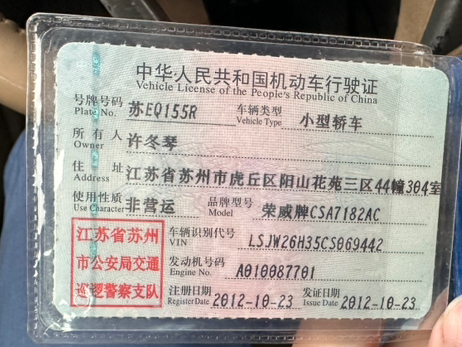 中华人民共和国机动车行驶证
Vehicle License of the People's Republic of China
号牌号码 苏EQ155R 车辆类型 小型轿车
Plate No. Vehicle Type
所有人 许冬琴
Owner
住址 江苏省苏州市虎丘区阳山花苑三区44幢304室
Address
使用性质 非营运 品牌型号 荣威牌CSA7182AC
Use Character Model
江苏省苏州 车辆识别代号 LSJW26H35CS069442
VIN
市公安局交通 发动机号码 A010087701
Engine No.
巡逻警察支队 注册日期 2012-10-23 发证日期 2012-10-23
Register Date Issue Date